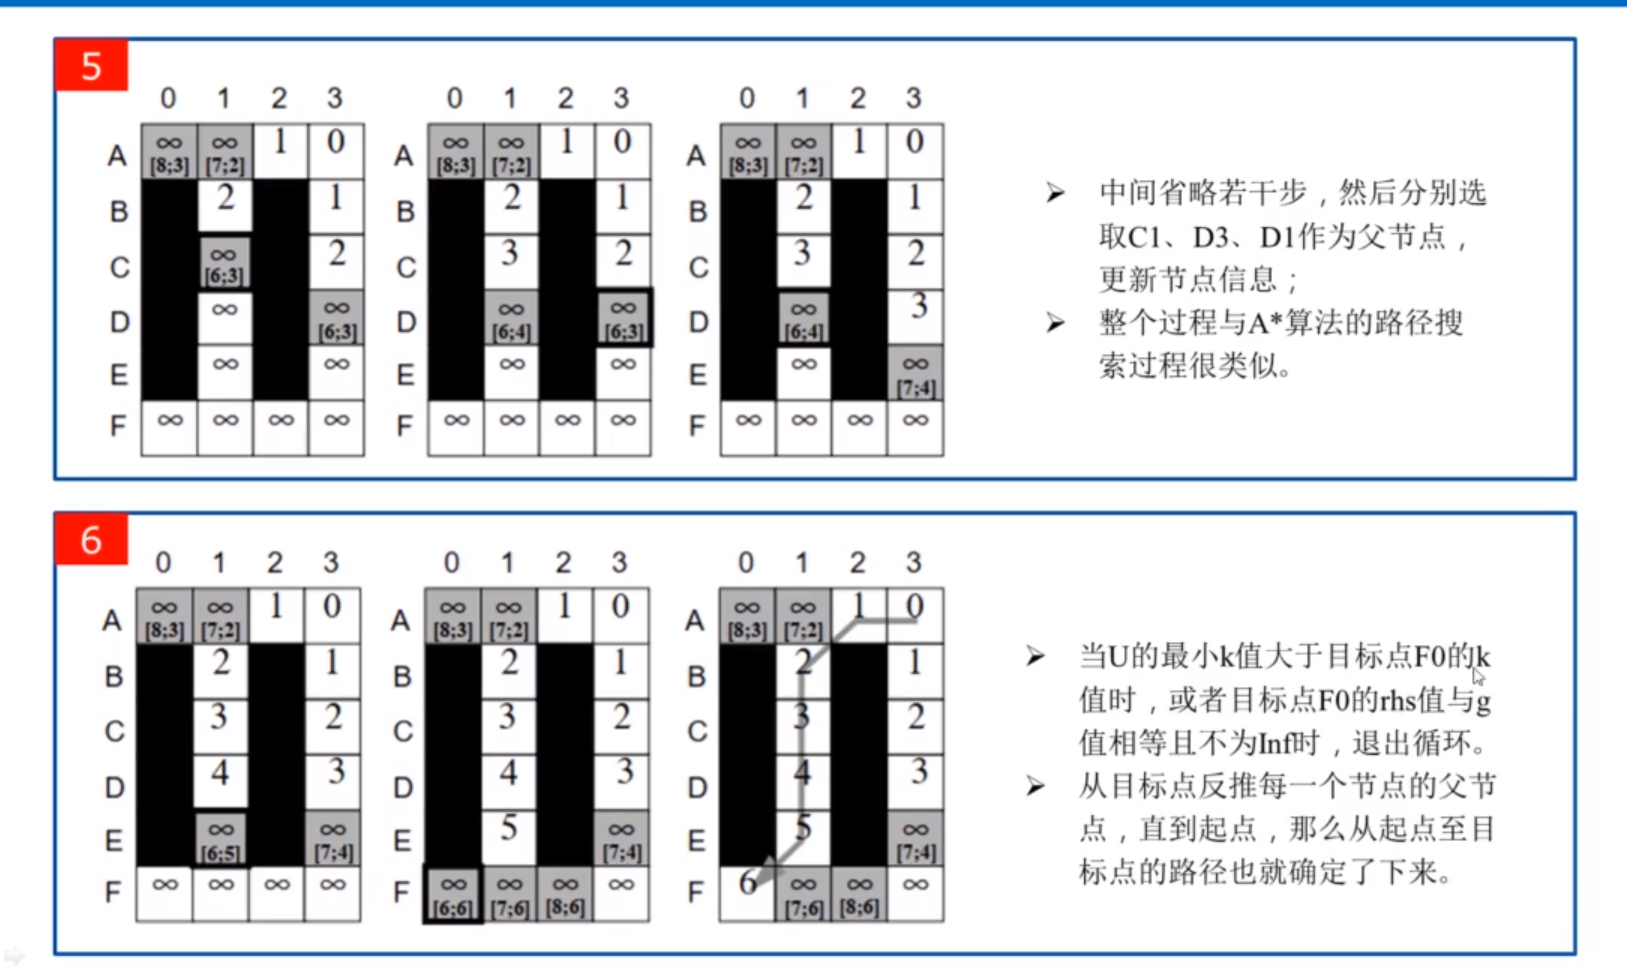 5
0 1 2 3 0 1 2 3 0 1 2 3
A ∞ ∞ 1 0 A ∞ ∞ 1 0 A ∞ ∞ 1 0
[8;3] [7;2] [8;3] [7;2] [8;3] [7;2]
B 2 1 B 2 1 B 2 1
C ∞ 2 C 3 2 C 3 2
[6;3]
D ∞ ∞ D ∞ ∞ D ∞ 3
[6;3] [6;4] [6;3] [6;4]
E ∞ ∞ E ∞ ∞ E ∞ ∞
[7;4]
F ∞ ∞ ∞ ∞ F ∞ ∞ ∞ ∞ F ∞ ∞ ∞ ∞
➢ 中间省略若干步，然后分别选
取C1、D3、D1作为父节点，
更新节点信息；
➢ 整个过程与A*算法的路径搜
索过程很类似。
6
0 1 2 3 0 1 2 3 0 1 2 3
A ∞ ∞ 1 0 A ∞ ∞ 1 0 A ∞ ∞ 1 0
[8;3] [7;2] [8;3] [7;2] [8;3] [7;2]
B 2 1 B 2 1 B 2 1
C 3 2 C 3 2 C 3 2
D 4 3 D 4 3 D 4 3
E ∞ ∞ E 5 ∞ E 5 ∞
[6;5] [7;4] [7;4] [7;4]
F ∞ ∞ ∞ ∞ F ∞ ∞ ∞ ∞ F 6 ∞ ∞ ∞
[6;6] [7;6] [8;6] [7;6] [8;6]
➢ 当U的最小k值大于目标点F0的k
值时，或者目标点F0的rhs值与g
值相等且不为Inf时，退出循环。
➢ 从目标点反推每一个节点的父节
点，直到起点，那么从起点至目
标点的路径也就确定了下来。